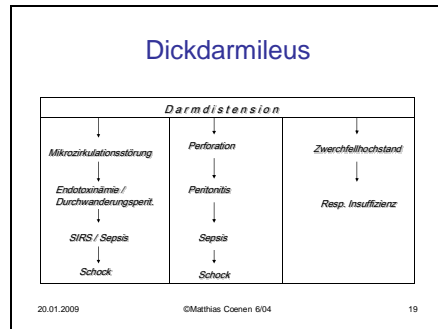 Dickdarmileus
Darmdistension
Mikrozirkulationsstörung
Endotoxinämie /
Durchwanderungsperit.
SIRS / Sepsis
Schock
Perforation
Peritonitis
Sepsis
Schock
Zwerchfellhochstand
Resp. Insuffizienz
20.01.2009
©Matthias Coenen 6/04
19